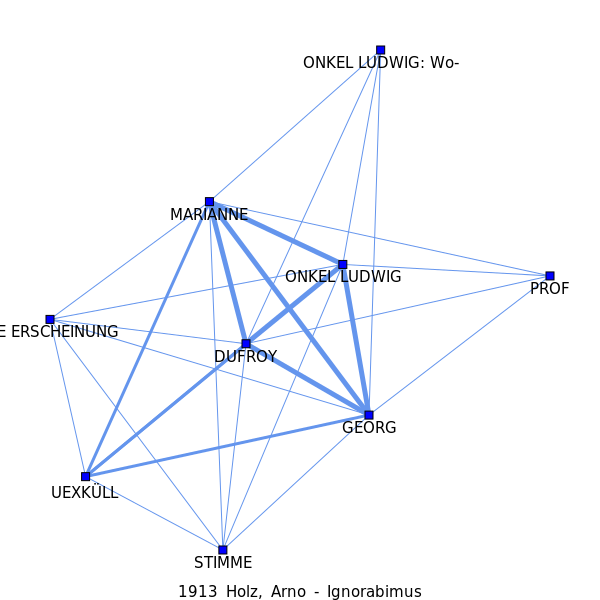 ONKEL LUDWIG: Wo-
MARIANNE
ONKEL LUDWIG
PROF
E ERSCHEINUNG
DUFROY
GEORG
UEXKÜLL
STIMME
1913 Holz, Arno - Ignorabimus